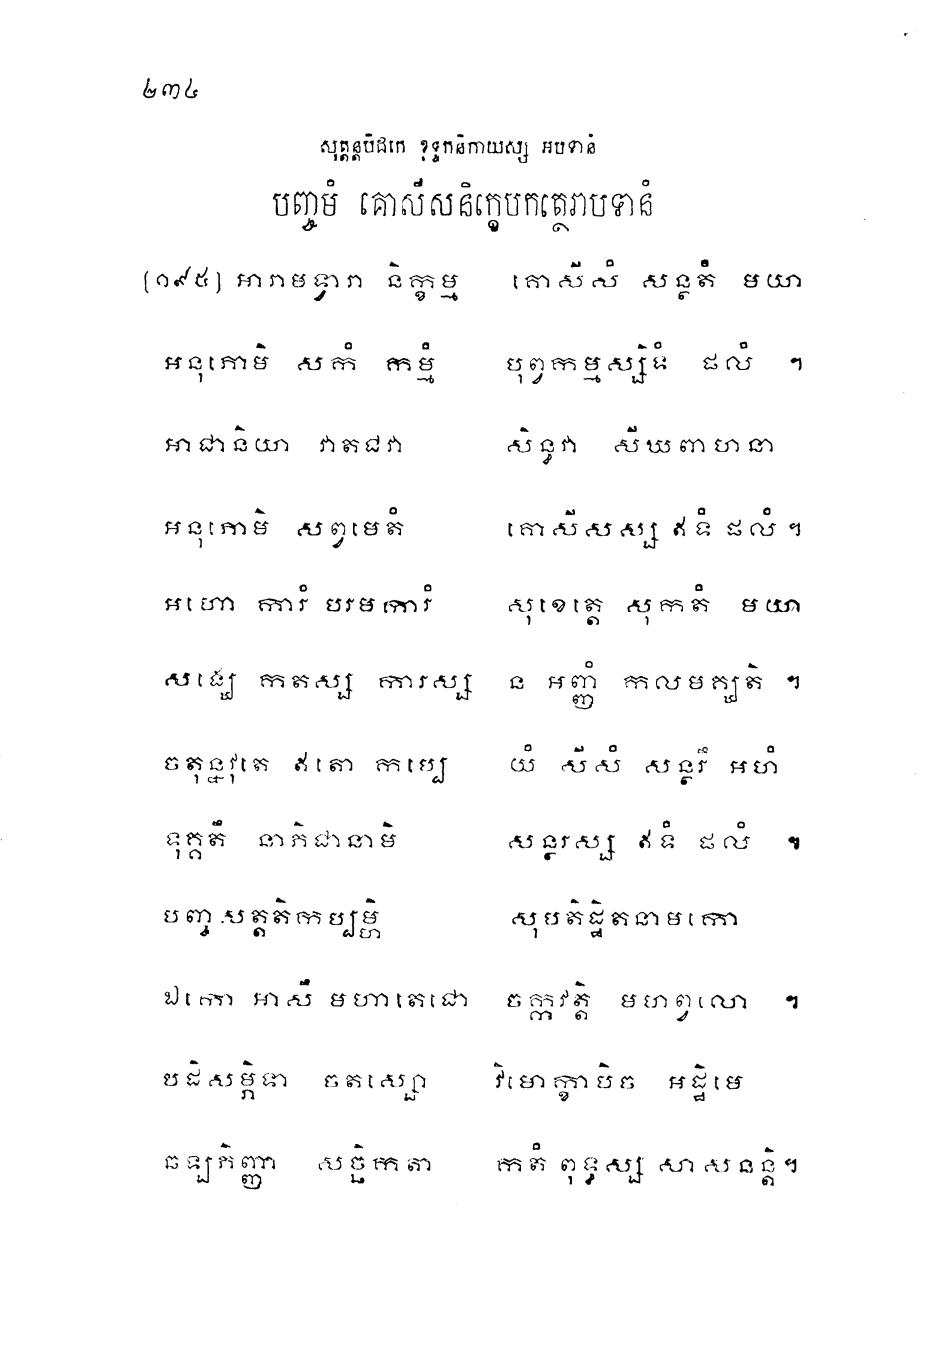 ២៣៤
សុត្តន្តបិដកេ ខុទ្ទកនិកាយស្ស អបទានំ
បញ្ចមំ គោសីសនិក្ខេបកត្ថេរាបទានំ
[១៩៥] អារាមទ្វារា និក្ខម្ម គោសីសំ សន្ថតំ មយា
អនុភោមិ សកំ កម្មំ បុព្វកម្មស្សិទំ ផលំ ។
អាជានិយា វាតជវា សិន្ធវា សីឃពាហនា
អនុភោមិ សព្វមេតំ គោសីសស្ស ឥទំ ផលំ ។
អហោ ការំ បរមការំ សុខេត្តេ សុកតំ មយា
សង្ឃេ កតស្ស ការស្ស ន អញ្ញំ កលមគ្ឃតិ ។
ចតុន្នវុតេ ឥតោ កប្បេ យំ សីសំ សន្ថរឹ អហំ
ទុគ្គតឹ នាភិជានាមិ សន្ថរស្ស ឥទំ ផលំ ។
បញ្ចសត្តតិកប្បម្ហិ សុបតិដ្ឋិតនាមកោ
ឯកោ អាសឹ មហាតេជោ ចក្កវត្តិ មហព្វលោ ។
បដិសម្ភិទា ចតស្សោ វិមោក្ខាបិច អដ្ឋិមេ
ឆឡភិញ្ញា សច្ឆិកតា កតំ ពុទ្ធស្ស សាសនន្តិ ។